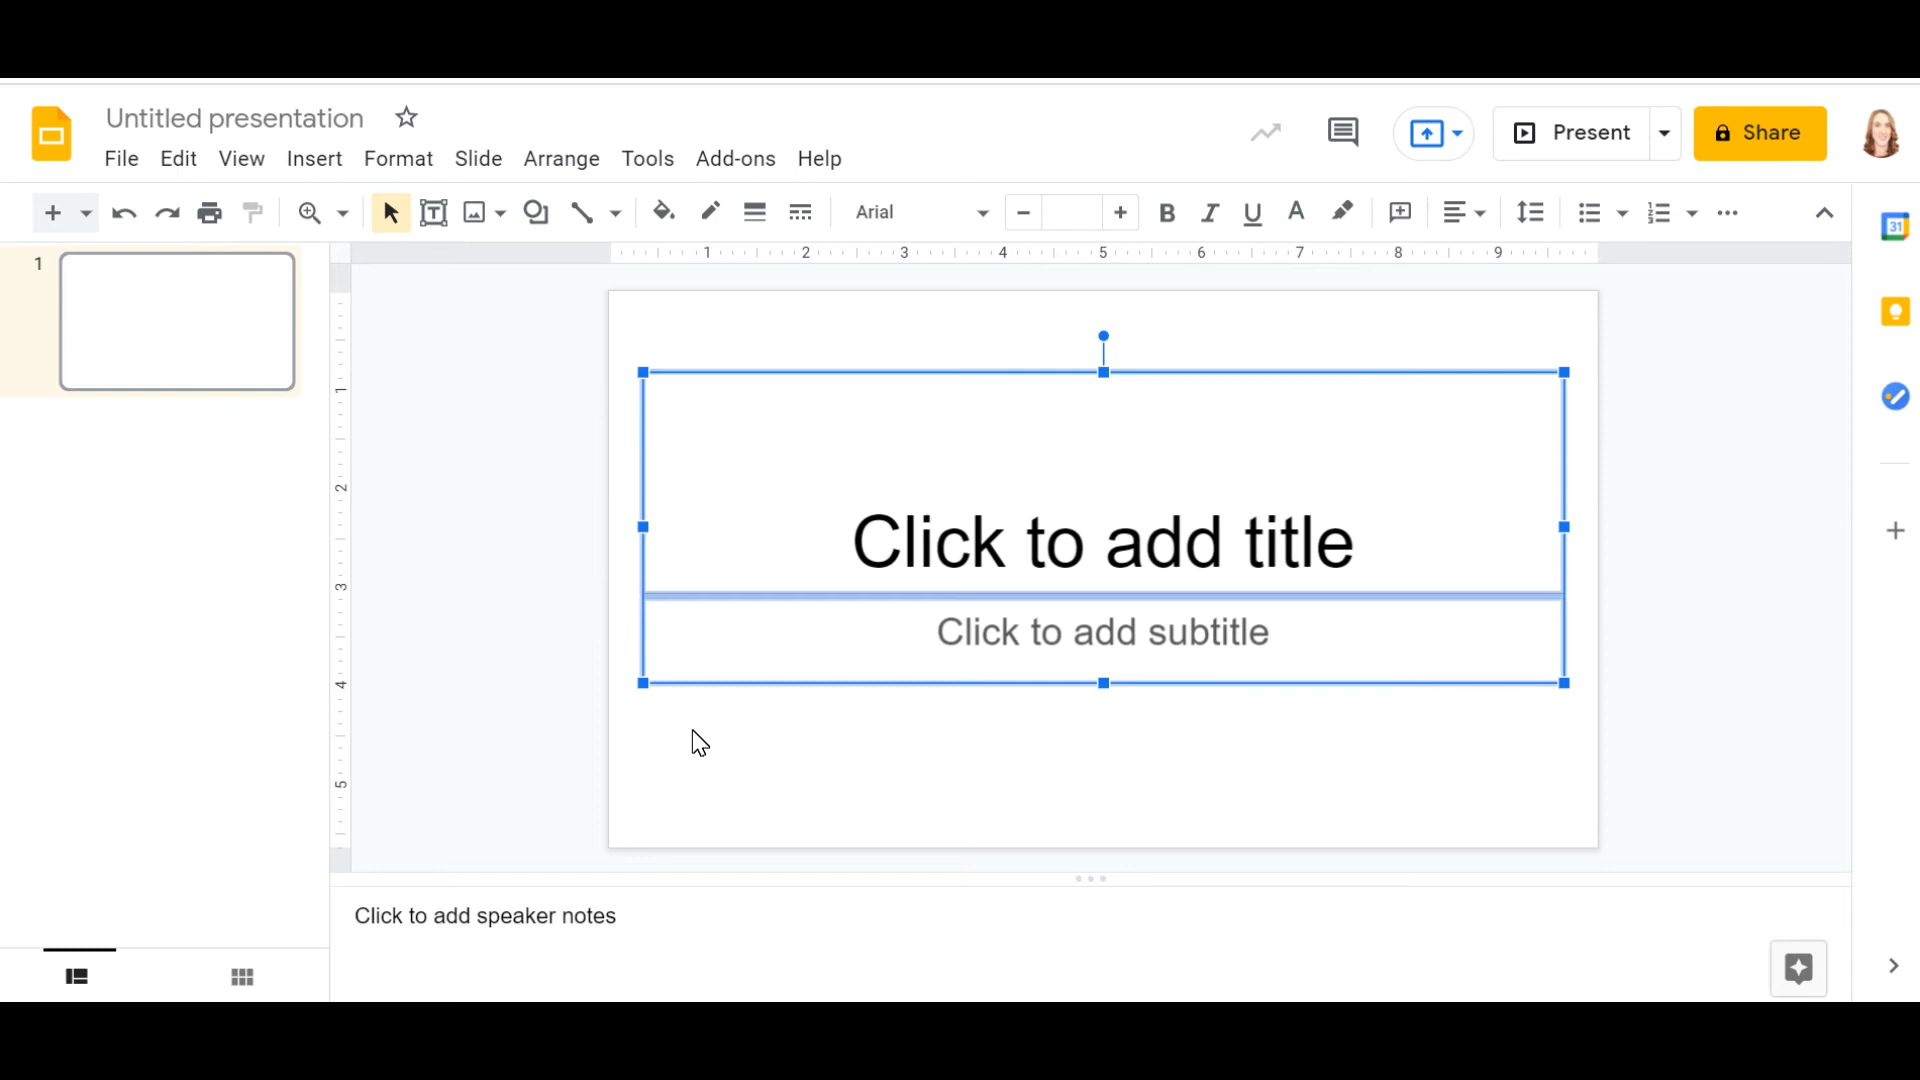 Untitled presentation
File Edit View Insert Format Slide Arrange Tools Add-ons Help
Present
Share
Arial
B I U A
31
1 2 3 4 5 6 7 8 9
1
1
2
3
4
5
Click to add title
Click to add subtitle
Click to add speaker notes